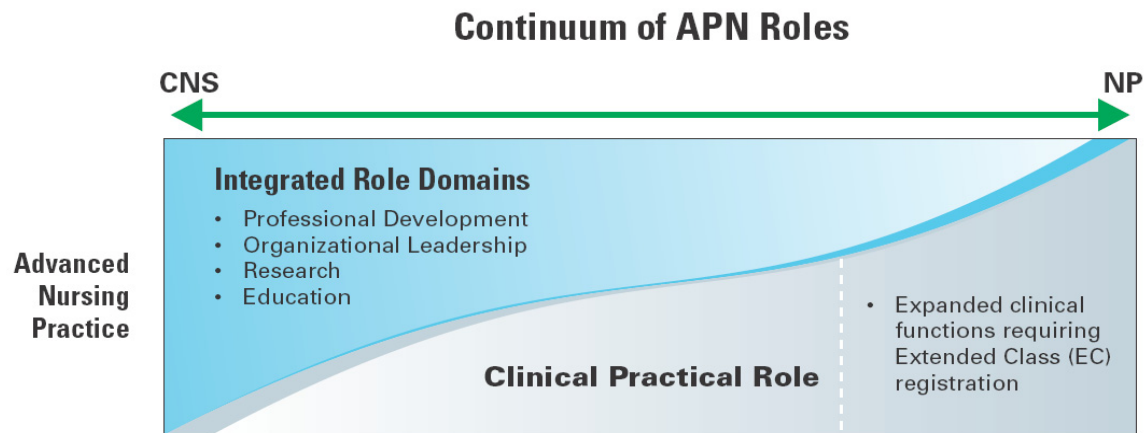 Continuum of APN Roles
CNS
NP
Integrated Role Domains
• Professional Development
• Organizational Leadership
• Research
• Education
Advanced
Nursing
Practice
• Expanded clinical
functions requiring
Extended Class (EC)
registration
Clinical Practical Role